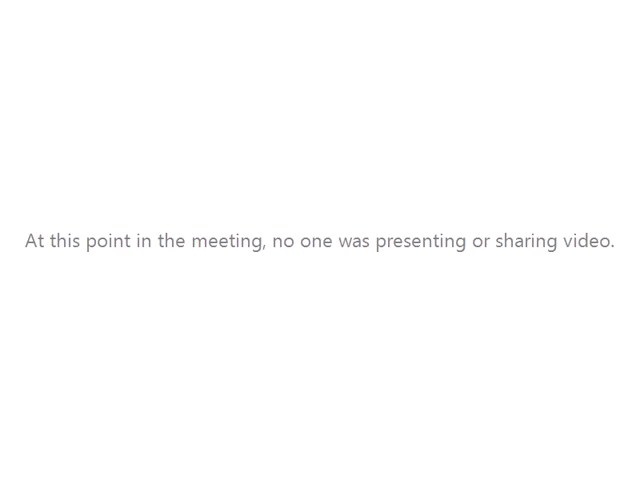 At this point in the meeting, no one was presenting or sharing video.